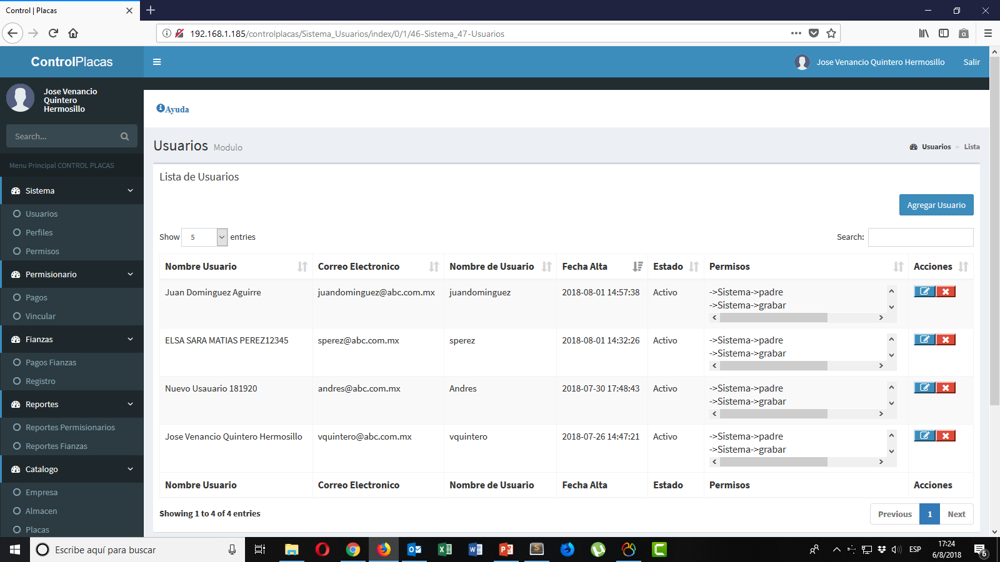 Control | Placas
192.168.1.185/controlplacas/Sistema_Usuarios/index/0/1/46-Sistema_47-Usuarios
ControlPlacas
Jose Venancio Quintero Hermosillo
Salir
Jose Venancio
Quintero
Hermosillo
Search...
Menu Principal CONTROL PLACAS
Sistema
Usuarios
Perfiles
Permisos
Permisionario
Pagos
Vincular
Fianzas
Pagos Fianzas
Registro
Reportes
Reportes Permisionarios
Reportes Fianzas
Catalogo
Empresa
Almacen
Placas
Ayuda
Usuarios Modulo
Usuarios > Lista
Lista de Usuarios
Agregar Usuario
Show 5 entries
Search:
Nombre Usuario Correo Electronico Nombre de Usuario Fecha Alta Estado Permisos Acciones
Juan Dominguez Aguirre juandominguez@abc.com.mx juandominguez 2018-08-01 14:57:38 Activo ->Sistema->padre
->Sistema->grabar
ELSA SARA MATIAS PEREZ12345 sperez@abc.com.mx sperez 2018-08-01 14:32:26 Activo ->Sistema->padre
->Sistema->grabar
Nuevo Usauario 181920 andres@abc.com.mx Andres 2018-07-30 17:48:43 Activo ->Sistema->padre
->Sistema->grabar
Jose Venancio Quintero Hermosillo vquintero@abc.com.mx vquintero 2018-07-26 14:47:21 Activo ->Sistema->padre
->Sistema->grabar
Nombre Usuario Correo Electronico Nombre de Usuario Fecha Alta Estado Permisos Acciones
Showing 1 to 4 of 4 entries
Previous 1 Next
Escribe aquí para buscar
ESP
17:24
6/8/2018
6